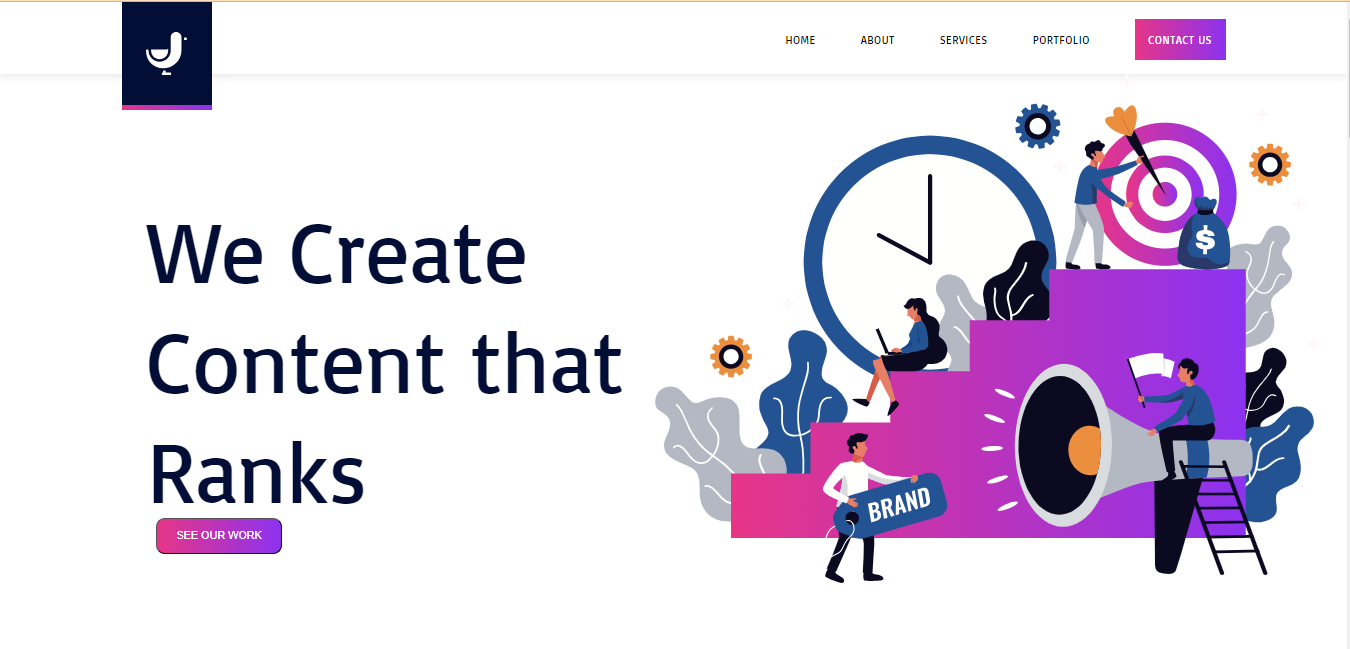 HOME ABOUT SERVICES PORTFOLIO CONTACT US
We Create
Content that
Ranks
SEE OUR WORK
$
BRAND